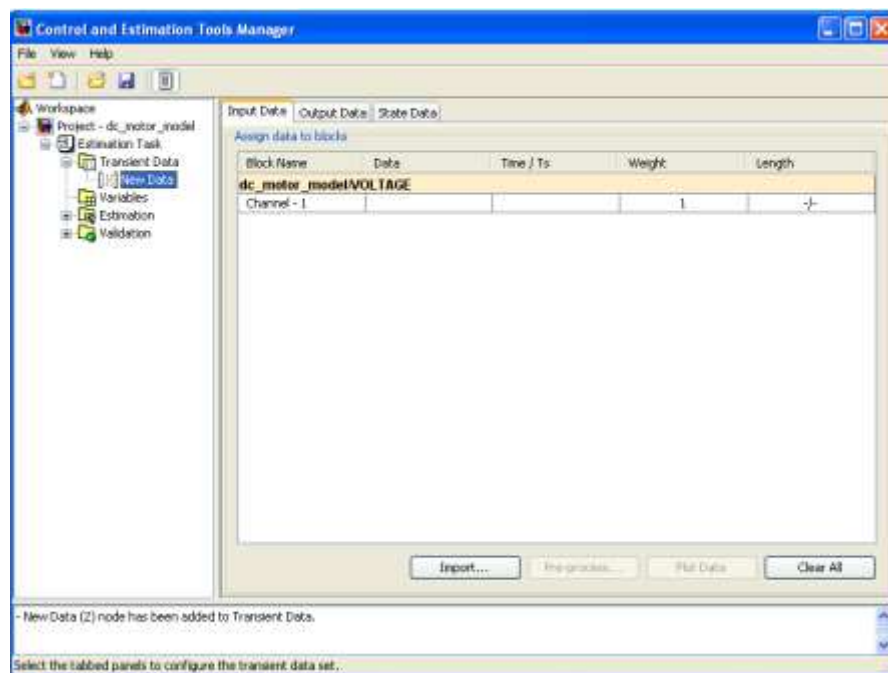 Control and Estimation Tools Manager
File View Help
Workspace
Project - dc_motor_model
Estimation Task
Transient Data
New Data
Variables
Estimation
Validation
Input Data Output Data State Data
Assign data to blocks
Block Name Data Time / Ts Weight Length
dc_motor_model/VOLTAGE
Channel - 1 1 -/-
Import... Pre-process... Plot Data Clear All
- New Data (2) node has been added to Transient Data.
Select the tabbed panels to configure the transient data set.